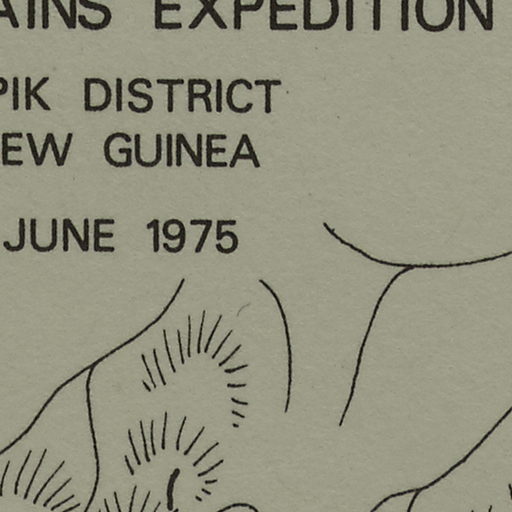 AINS EXPEDITION
PIK DISTRICT
EW GUINEA
JUNE 1975